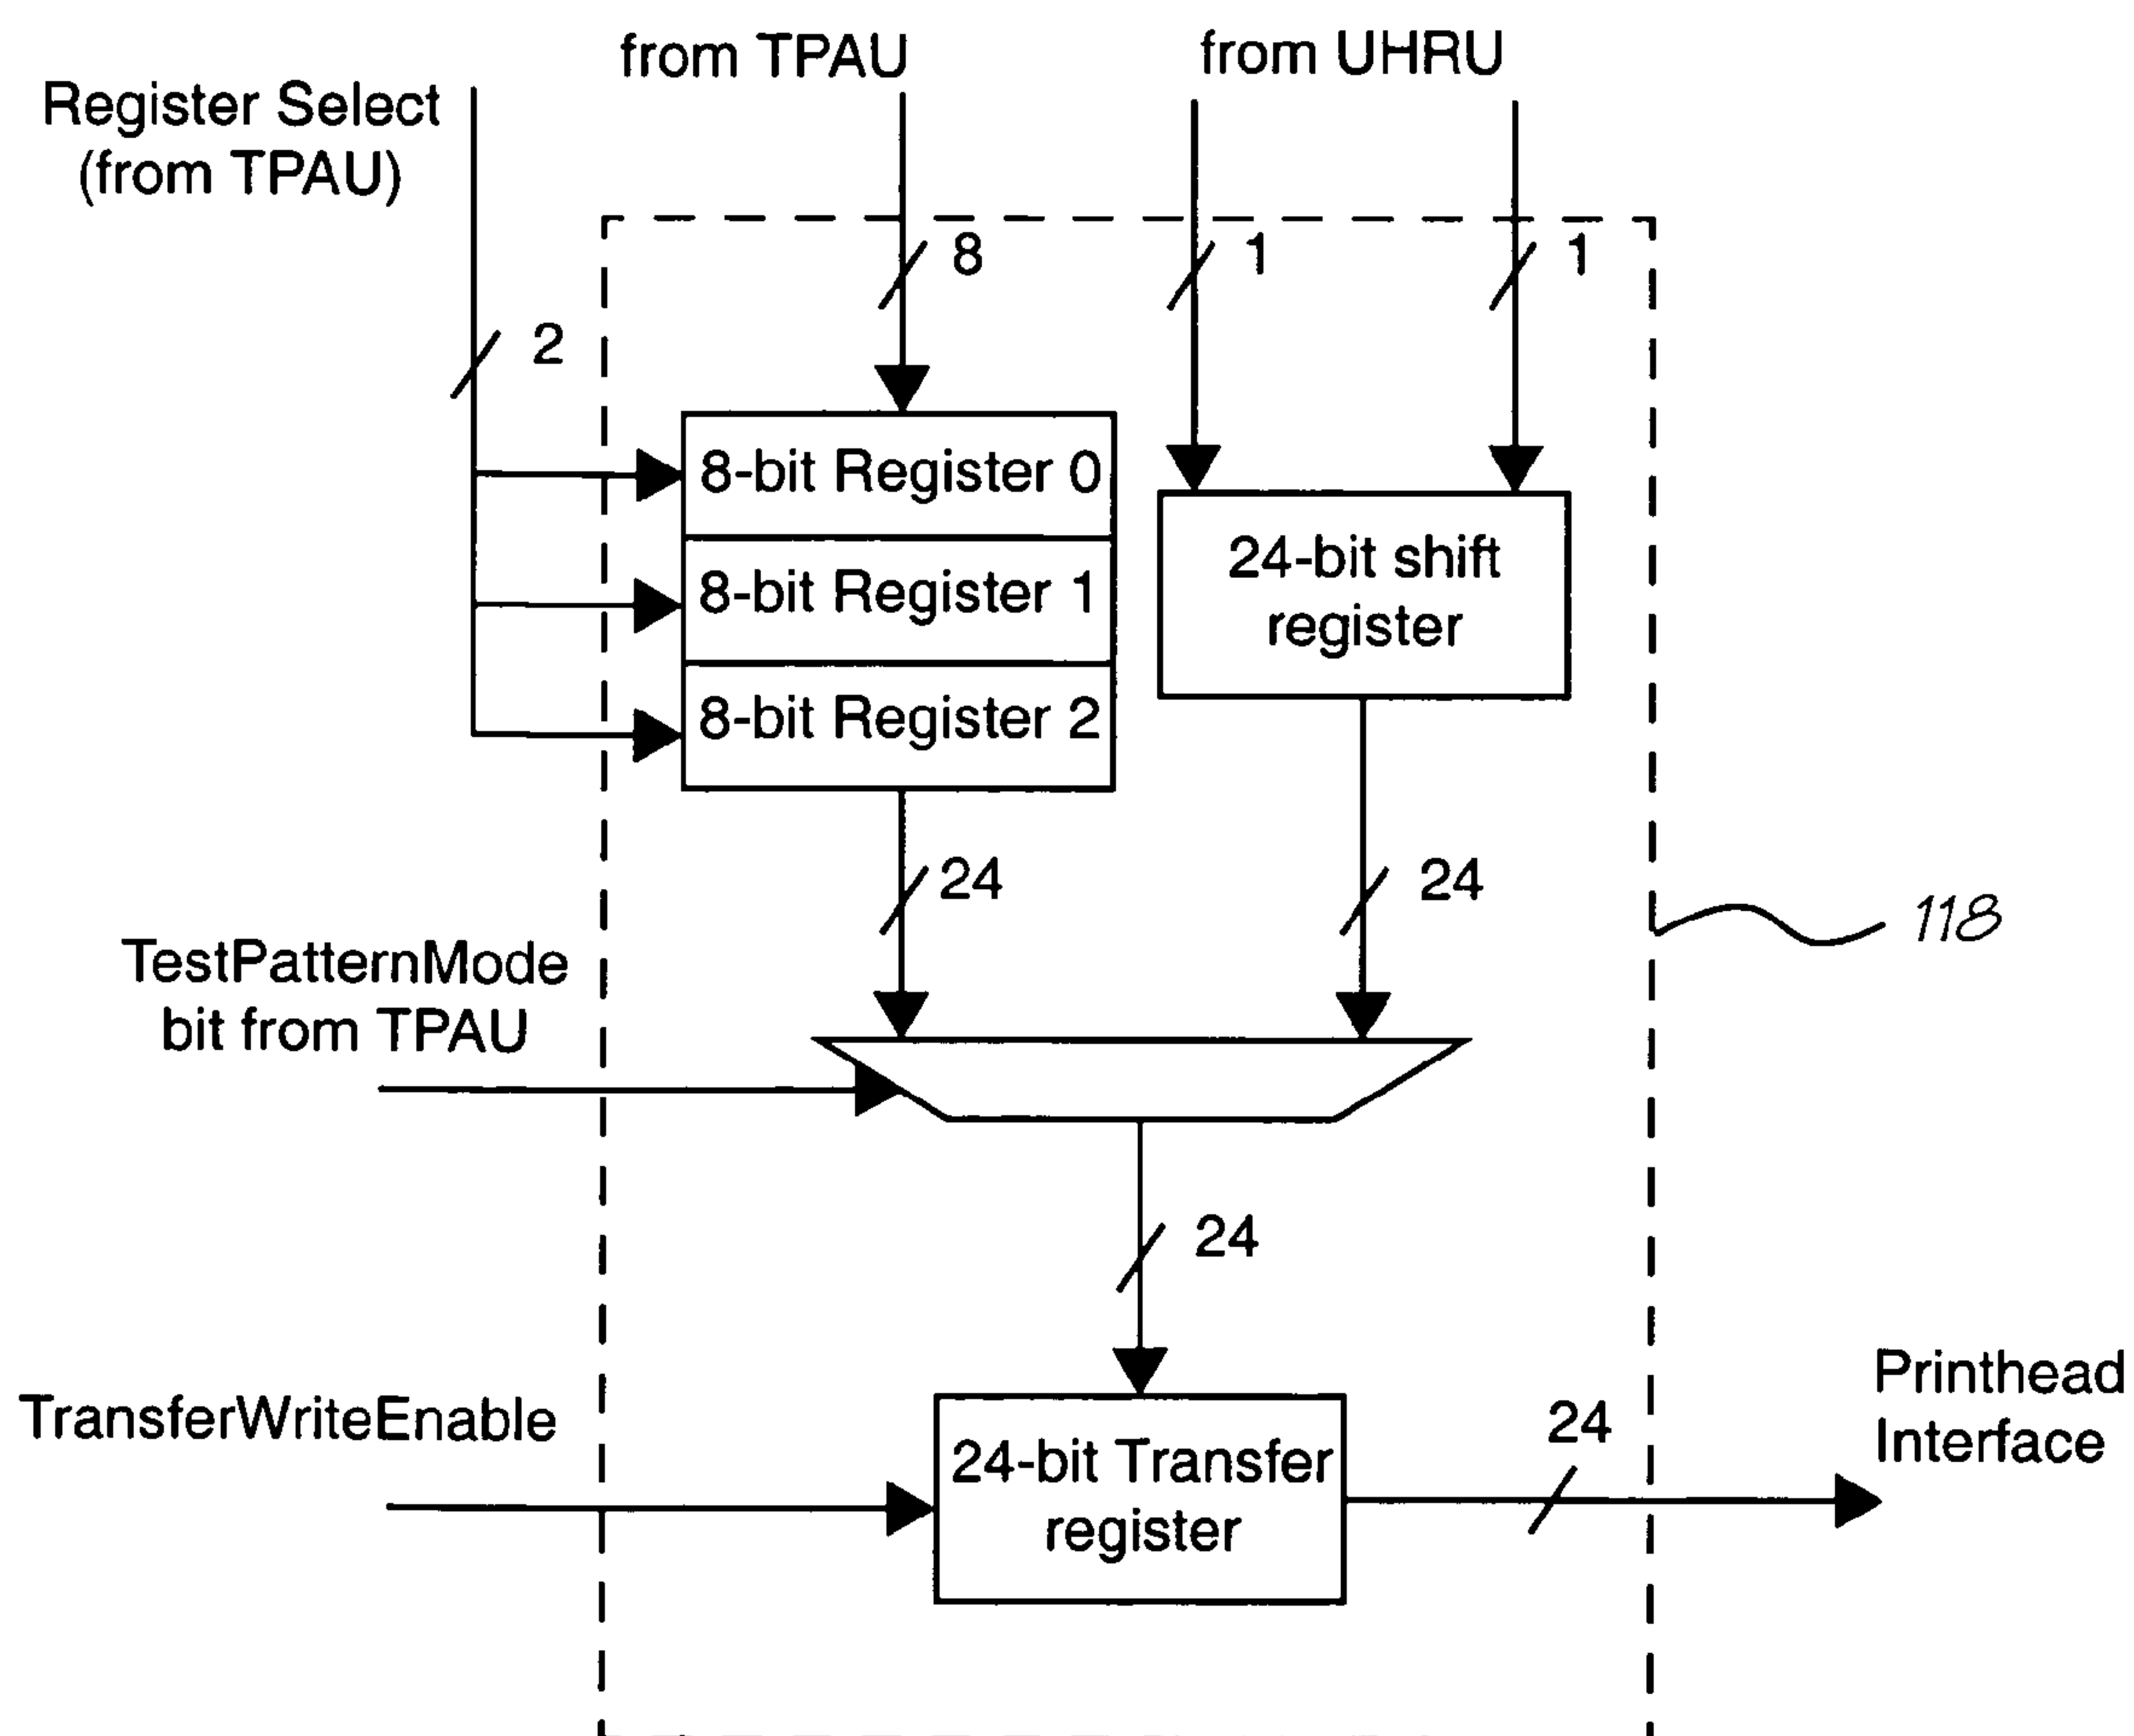 from TPAU
from UHRU
Register Select
(from TPAU)
8
1
1
2
8-bit Register 0
8-bit Register 1
8-bit Register 2
24-bit shift
register
24
24
118
TestPatternMode
bit from TPAU
24
Printhead
Interface
TransferWriteEnable
24
24-bit Transfer
register